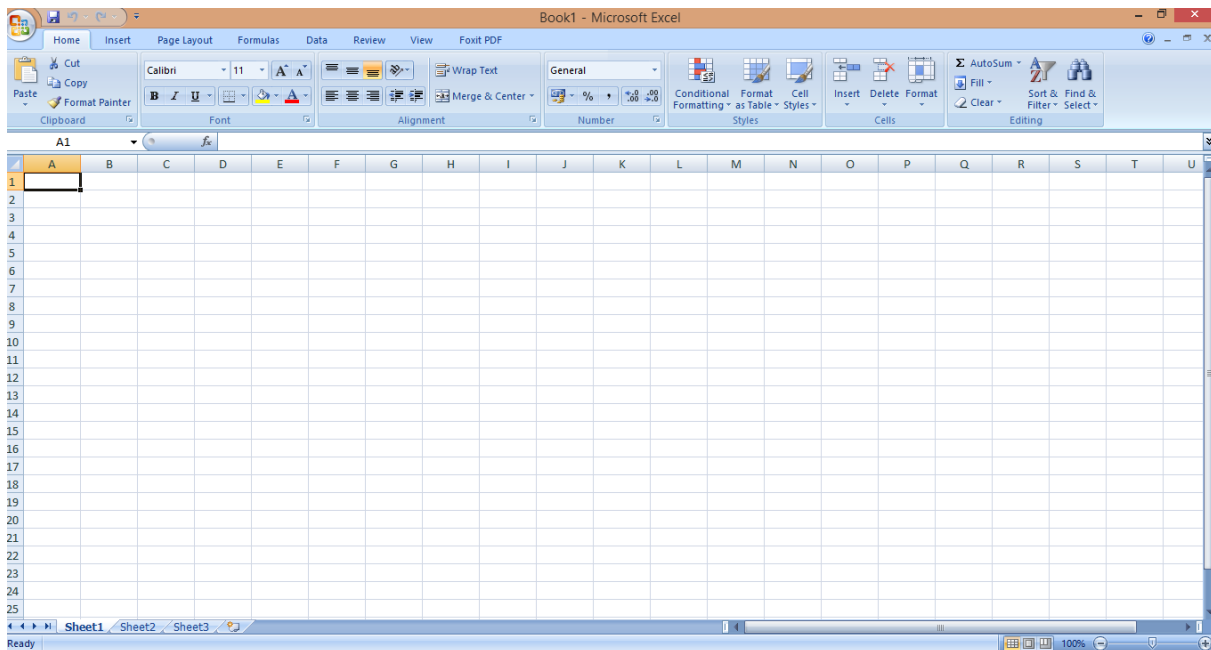 Book1 - Microsoft Excel
Home Insert Page Layout Formulas Data Review View Foxit PDF
Cut
Copy
Format Painter
Paste
Clipboard
Calibri 11
B I U
Font
Wrap Text
Merge & Center
Alignment
General
Number
Conditional Formatting
Format as Table
Cell Styles
Styles
Insert Delete Format
Cells
Σ AutoSum
Fill
Clear
Sort & Filter
Find & Select
Editing
A1 fx
A B C D E F G H I J K L M N O P Q R S T U
1
2
3
4
5
6
7
8
9
10
11
12
13
14
15
16
17
18
19
20
21
22
23
24
25
Sheet1 Sheet2 Sheet3
Ready 100%